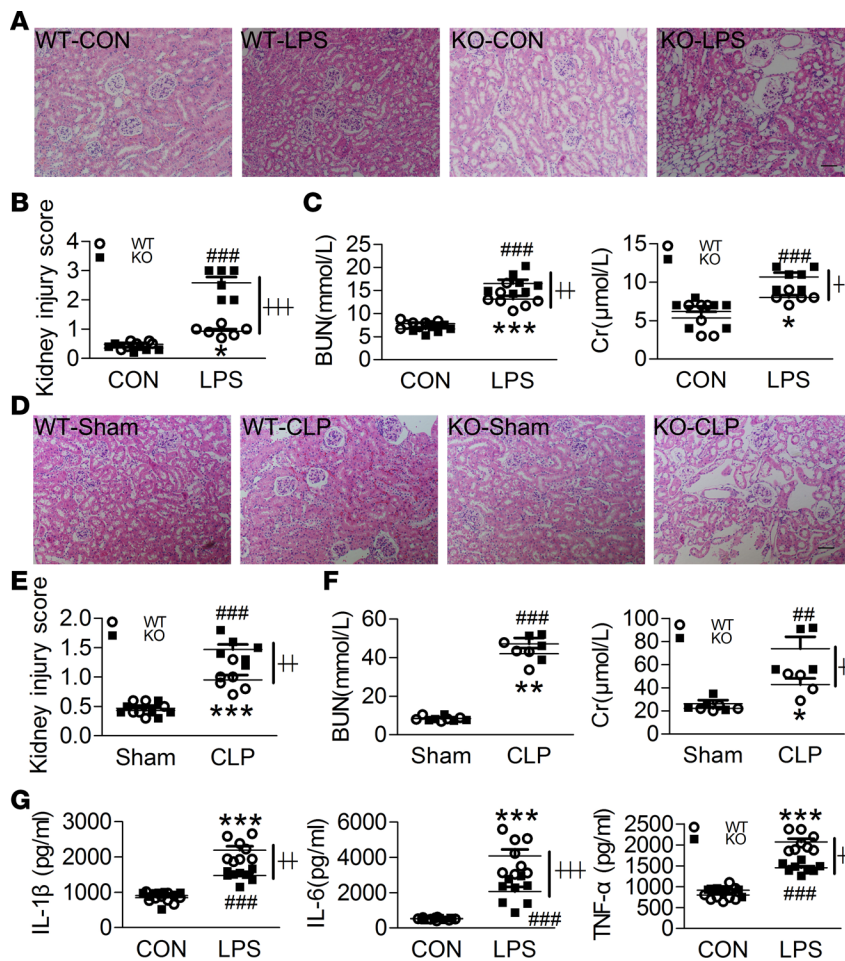 A
WT-CON
WT-LPS
KO-CON
KO-LPS
B
Kidney injury score
4
3
2
1
0
WT
KO
###
*
‡‡‡
CON
LPS
C
BUN(mmol/L)
25
20
15
10
5
0
###
***
‡‡
CON
LPS
Cr(μmol/L)
15
10
5
0
WT
KO
###
*
CON
LPS
D
WT-Sham
WT-CLP
KO-Sham
KO-CLP
E
Kidney injury score
2.0
1.5
1.0
0.5
0.0
WT
KO
###
***
‡‡
Sham
CLP
F
BUN(mmol/L)
60
40
20
0
###
**
Sham
CLP
Cr(μmol/L)
100
80
60
40
20
0
WT
KO
##
*
Sham
CLP
G
IL-1β (pg/ml)
3000
2000
1000
0
***
‡‡
###
CON
LPS
IL-6(pg/ml)
6000
4000
2000
0
***
‡‡‡
###
CON
LPS
TNF-α (pg/ml)
2500
2000
1500
1000
500
0
WT
KO
***
###
CON
LPS